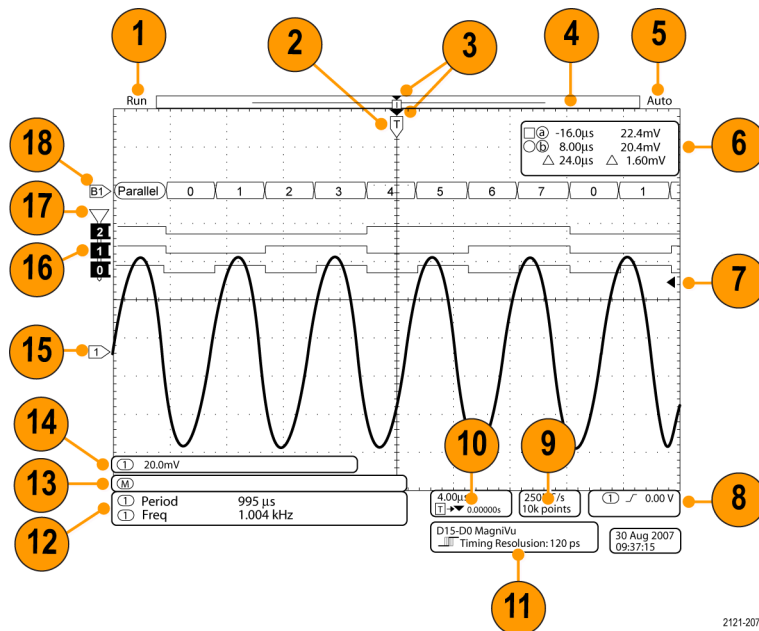 1
2
3
4
5
Run
Auto
T
6
a -16.0µs 22.4mV
b 8.00µs 20.4mV
△ 24.0µs △ 1.60mV
18
B1
Parallel 0 1 2 3 4 5 6 7 0 1
17
2
16
1
0
7
15
1
14
10
9
1 20.0mV
13
M
12
1 Period 995 µs
1 Freq 1.004 kHz
4.00µs
T → 0.00000s
10k points
1 0.00 V
8
D15-D0 MagniVu
Timing Resolusion: 120 ps
30 Aug 2007
09:37:15
11
2121-207